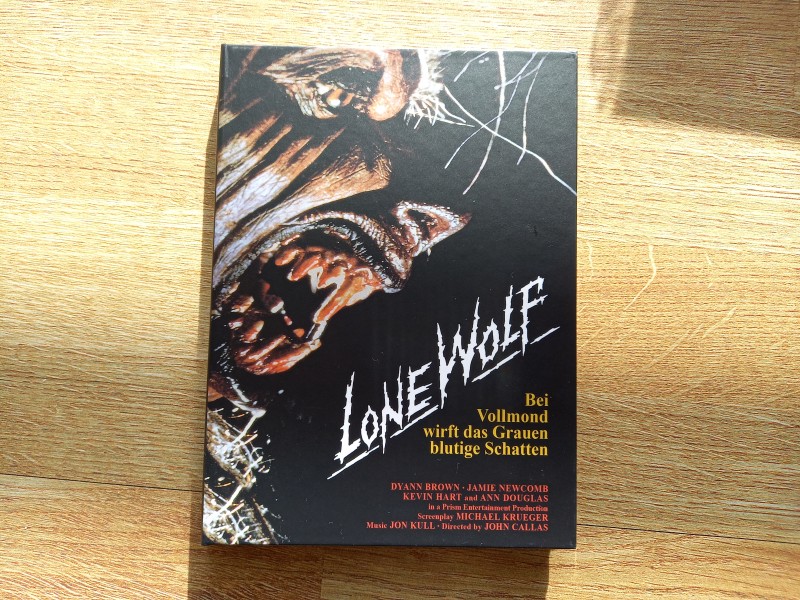 LONE WOLF
Bei
Vollmond
wirft das Grauen
blutige Schatten
DYANN BROWN · JAMIE NEWCOMB
KEVIN HART and ANN DOUGLAS
in a Prism Entertainment Production
Screenplay MICHAEL KRUEGER
Music JON KULL · Directed by JOHN CALLAS